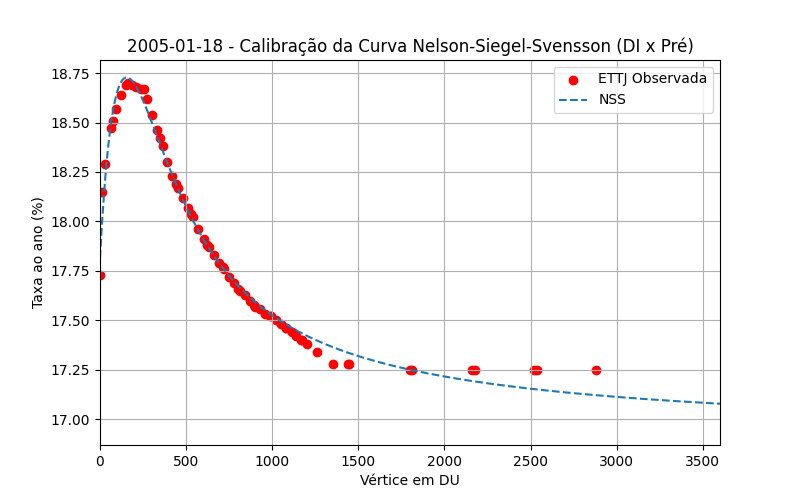 2005-01-18 - Calibração da Curva Nelson-Siegel-Svensson (DI x Pré)
ETTJ Observada
NSS
Taxa ao ano (%)
18.75
18.50
18.25
18.00
17.75
17.50
17.25
17.00
0 500 1000 1500 2000 2500 3000 3500
Vértice em DU